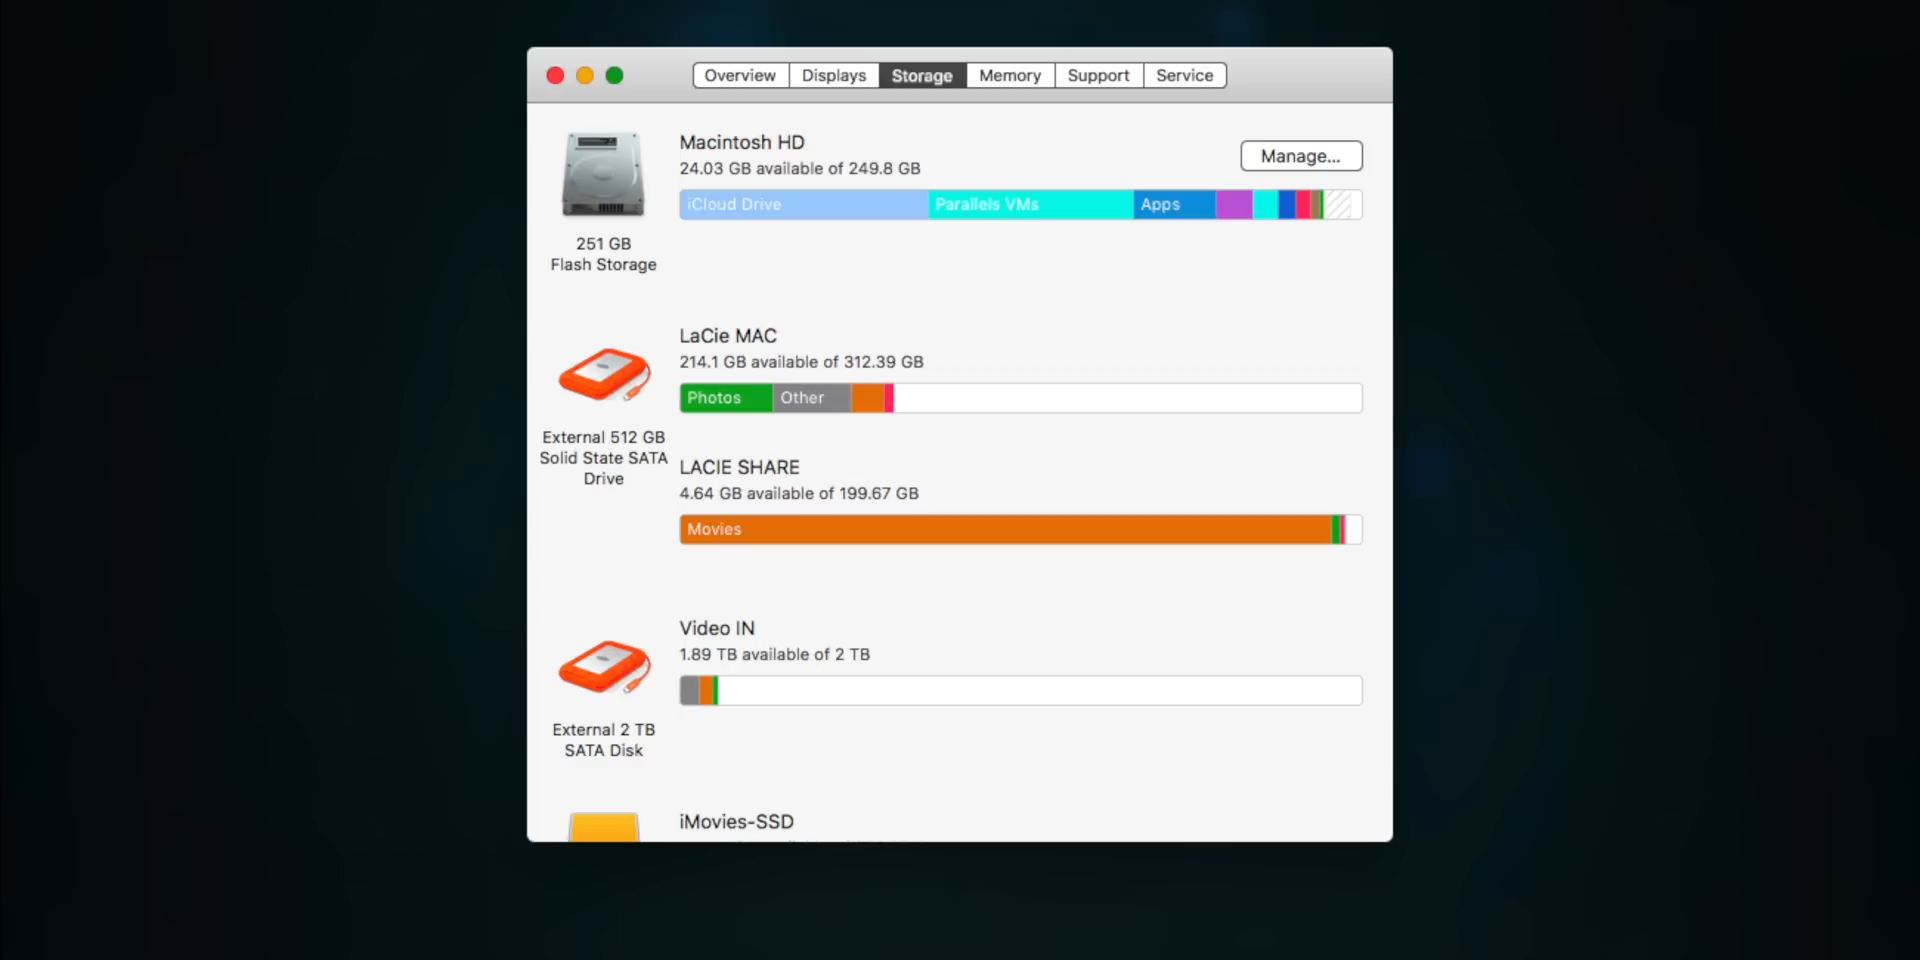 Overview Displays Storage Memory Support Service
Macintosh HD
24.03 GB available of 249.8 GB
Manage...
iCloud Drive Parallels VMs Apps
251 GB
Flash Storage
LaCie MAC
214.1 GB available of 312.39 GB
Photos Other
External 512 GB
Solid State SATA
Drive
LACIE SHARE
4.64 GB available of 199.67 GB
Movies
Video IN
1.89 TB available of 2 TB
External 2 TB
SATA Disk
iMovies-SSD